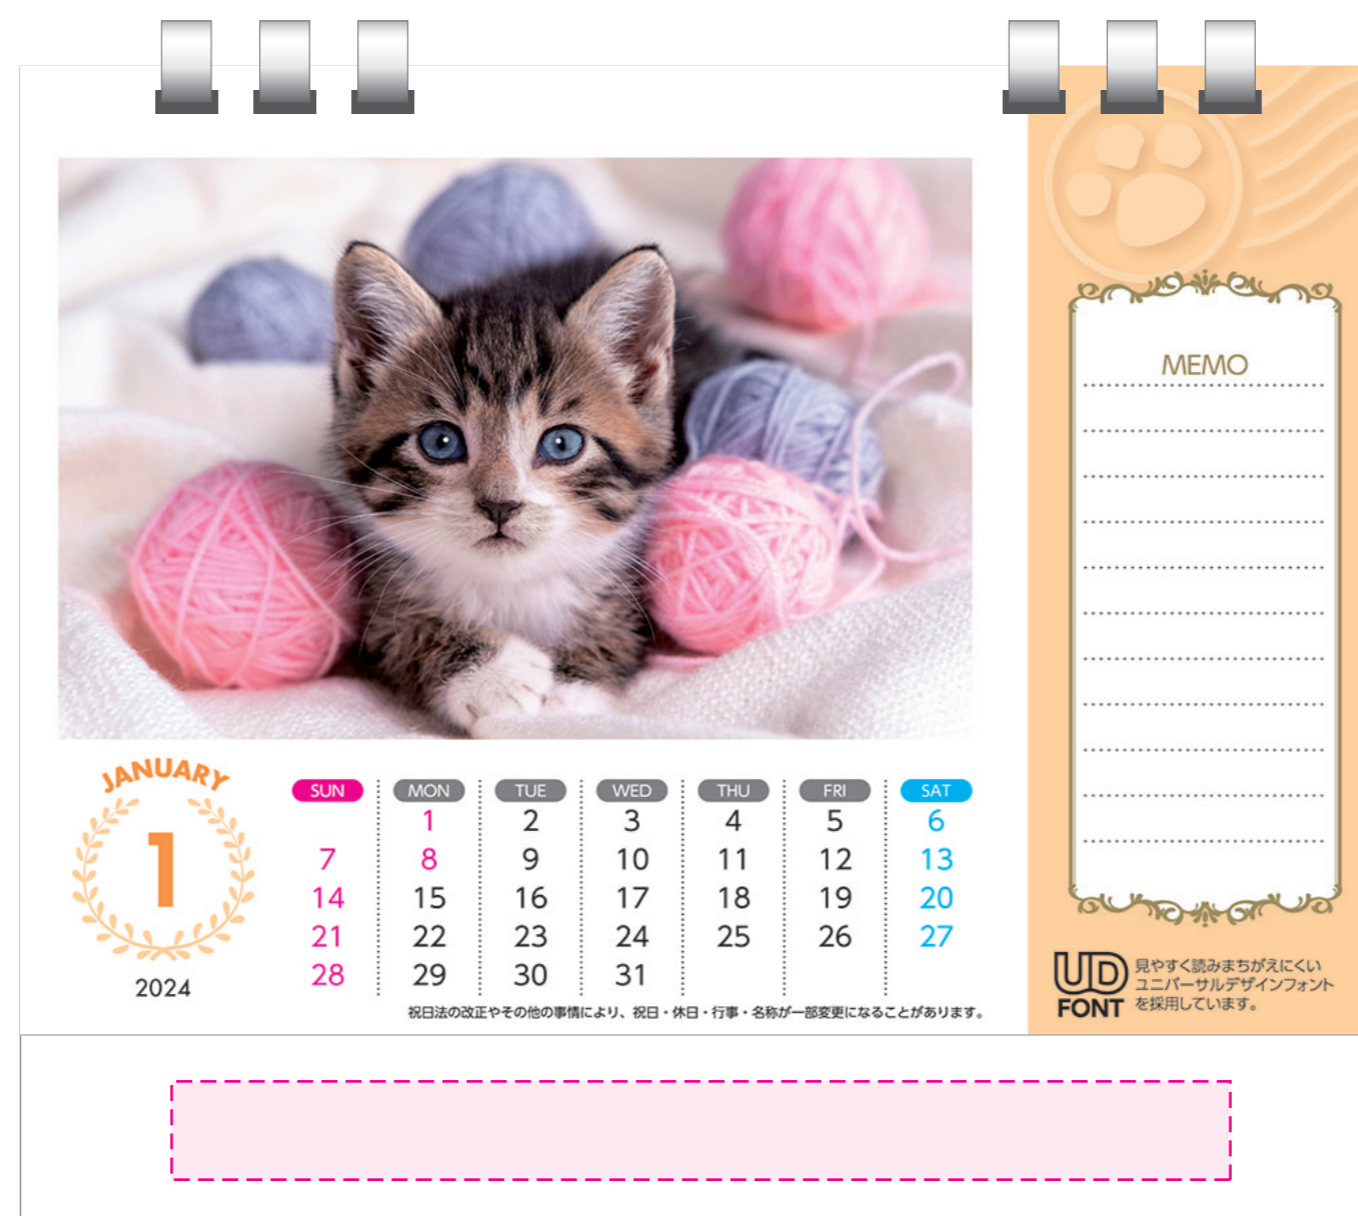 MEMO
JANUARY
1
2024
SUN MON TUE WED THU FRI SAT
1 2 3 4 5 6
7 8 9 10 11 12 13
14 15 16 17 18 19 20
21 22 23 24 25 26 27
28 29 30 31
祝日法の改正やその他の事情により、祝日・休日・行事・名称が一部変更になることがあります。
UD
FONT
見やすく読みまちがえにくい
ユニバーサルデザインフォント
を採用しています。